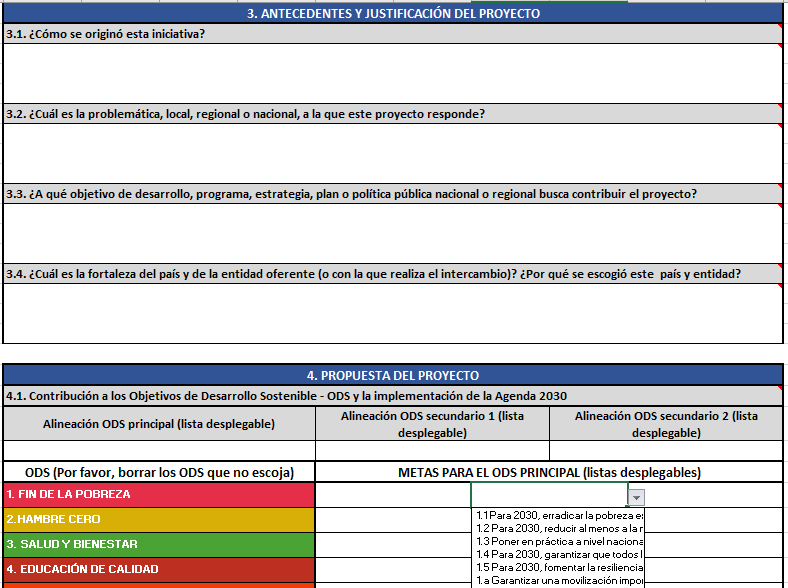 3. ANTECEDENTES Y JUSTIFICACIÓN DEL PROYECTO
3.1. ¿Cómo se originó esta iniciativa?
3.2. ¿Cuál es la problemática, local, regional o nacional, a la que este proyecto responde?
3.3. ¿A qué objetivo de desarrollo, programa, estrategia, plan o política pública nacional o regional busca contribuir el proyecto?
3.4. ¿Cuál es la fortaleza del país y de la entidad oferente (o con la que realiza el intercambio)? ¿Por qué se escogió este país y entidad?
4. PROPUESTA DEL PROYECTO
4.1. Contribución a los Objetivos de Desarrollo Sostenible - ODS y la implementación de la Agenda 2030
Alineación ODS principal (lista desplegable)
Alineación ODS secundario 1 (lista
desplegable)
Alineación ODS secundario 2 (lista
desplegable)
ODS (Por favor, borrar los ODS que no escoja)
METAS PARA EL ODS PRINCIPAL (listas desplegables)
1. FIN DE LA POBREZA
2.HAMBRE CERO
3. SALUD Y BIENESTAR
4. EDUCACIÓN DE CALIDAD
1.1Para 2030, erradicar la pobreza
1.2 Para 2030, reducir al menos a la
1.3 Poner en práctica a nivel naciona
1.4 Para 2030, garantizar que todos
1.5 Para 2030, fomentar la resiliencia
1.a Garantizar una movilización impo